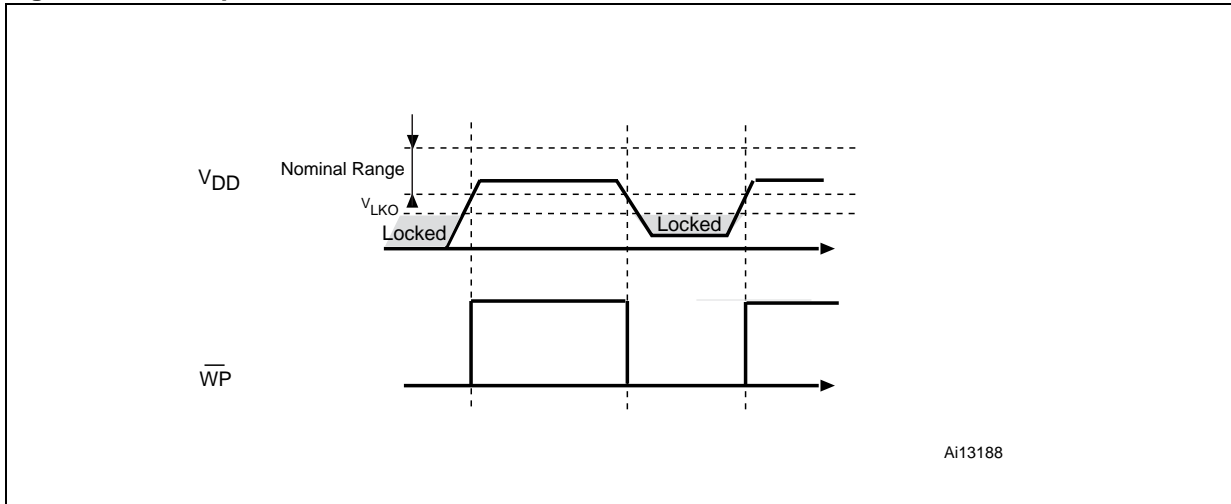 Nominal Range
VDD
VLKO
Locked
Locked
WP
Ai13188